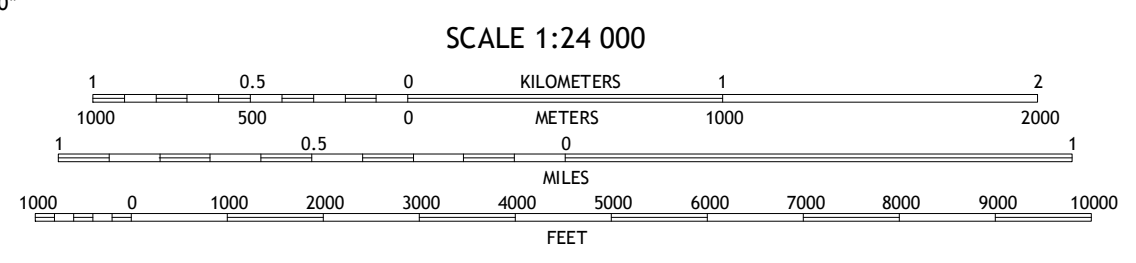 0"
SCALE 1:24 000
1 0.5 0 KILOMETERS 1 2
1000 500 0 METERS 1000 2000
1 0.5 0 1
MILES
1000 0 1000 2000 3000 4000 5000 6000 7000 8000 9000 10000
FEET